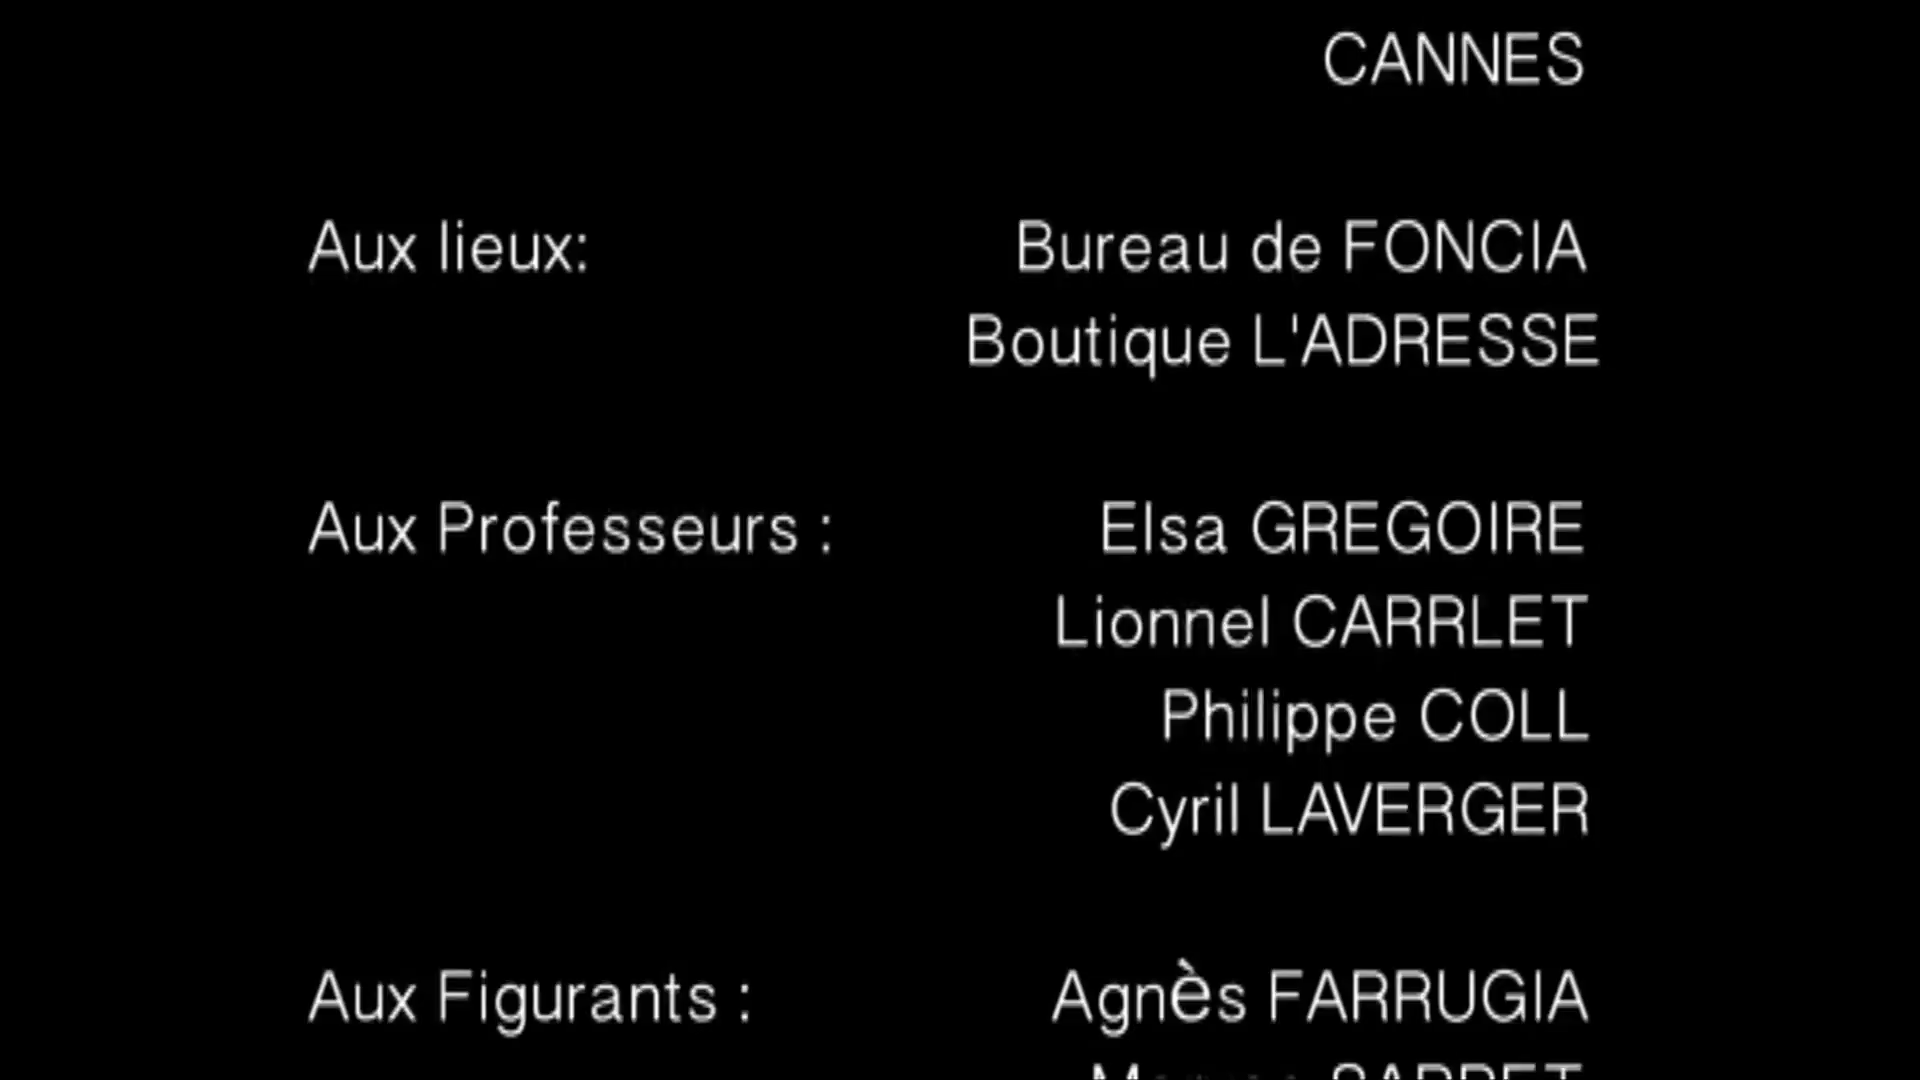 CANNES
Aux lieux: Bureau de FONCIA
Boutique L'ADRESSE
Aux Professeurs : Elsa GREGOIRE
Lionnel CARRLET
Philippe COLL
Cyril LAVERGER
Aux Figurants : Agnès FARRUGIA